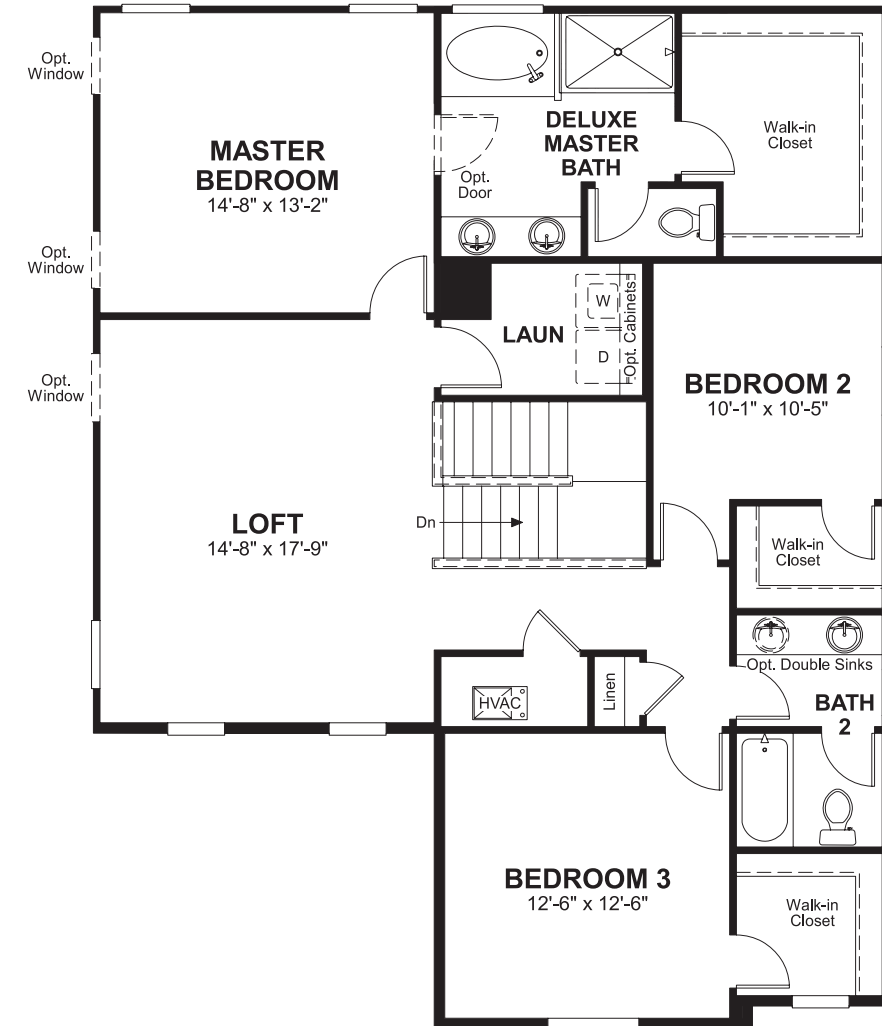 Opt.
Window
MASTER
BEDROOM
14'-8" x 13'-2"
DELUXE
MASTER
BATH
Opt.
Door
Walk-in
Closet
Opt.
Window
LAUN
W
D
Opt. Cabinets
Opt.
Window
BEDROOM 2
10'-1" x 10'-5"
LOFT
14'-8" x 17'-9"
Dn
Walk-in
Closet
Opt. Double Sinks
BATH
2
HVAC
Linen
BEDROOM 3
12'-6" x 12'-6"
Walk-in
Closet